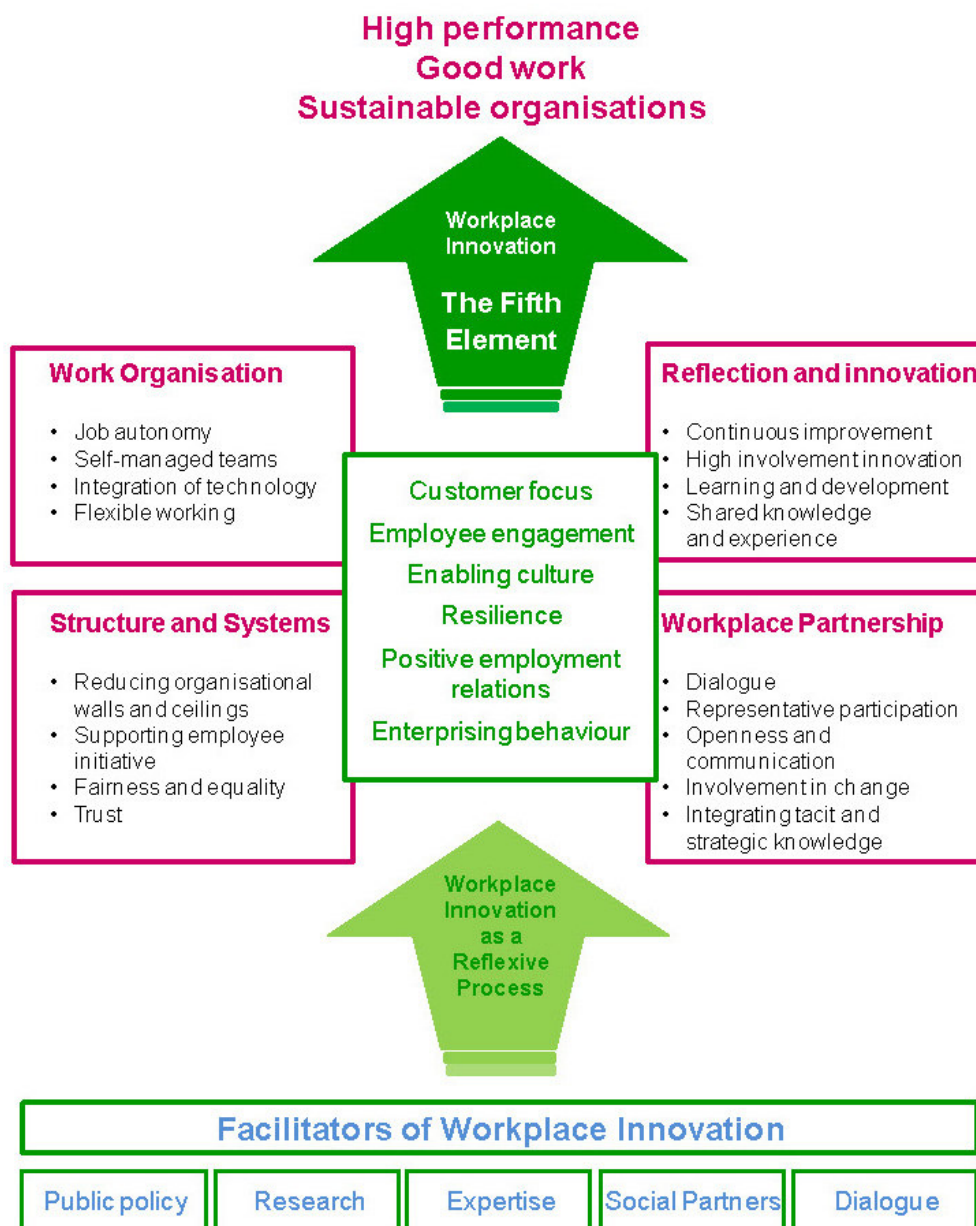 High performance
Good work
Sustainable organisations
Workplace
Innovation
The Fifth
Element
Work Organisation
• Job autonomy
• Self-managed teams
• Integration of technology
• Flexible working
Reflection and innovation
• Continuous improvement
• High involvement innovation
• Learning and development
• Shared knowledge
and experience
Customer focus
Employee engagement
Enabling culture
Resilience
Positive employment
relations
Enterprising behaviour
Structure and Systems
• Reducing organisational
walls and ceilings
• Supporting employee
initiative
• Fairness and equality
• Trust
Workplace Partnership
• Dialogue
• Representative participation
• Openness and
communication
• Involvement in change
• Integrating tacit and
strategic knowledge
Workplace
Innovation
as a
Reflexive
Process
Facilitators of Workplace Innovation
Public policy
Research
Expertise
Social Partners
Dialogue